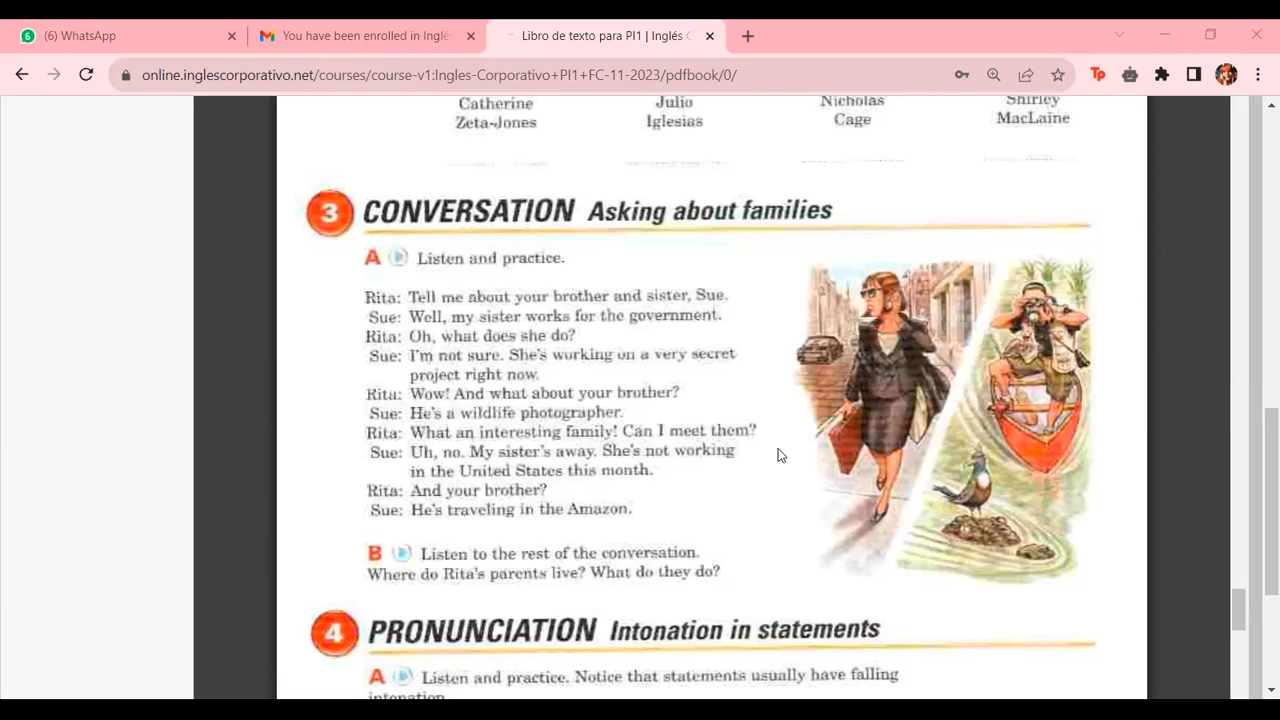 (6) WhatsApp
You have been enrolled in Inglé
Libro de texto para PI1 | Inglés C
online.inglescorporativo.net/courses/course-v1:Ingles-Corporativo+PI1+FC-11-2023/pdfbook/0/
Catherine Julio Nicholas Shirley
Zeta-Jones Iglesias Cage MacLaine
3 CONVERSATION Asking about families
A Listen and practice.
Rita: Tell me about your brother and sister, Sue.
Sue: Well, my sister works for the government.
Rita: Oh, what does she do?
Sue: I'm not sure. She's working on a very secret
project right now.
Rita: Wow! And what about your brother?
Sue: He's a wildlife photographer.
Rita: What an interesting family! Can I meet them?
Sue: Uh, no. My sister's away. She's not working
in the United States this month.
Rita: And your brother?
Sue: He's traveling in the Amazon.
B Listen to the rest of the conversation.
Where do Rita's parents live? What do they do?
4 PRONUNCIATION Intonation in statements
A Listen and practice. Notice that statements usually have falling
intonation.